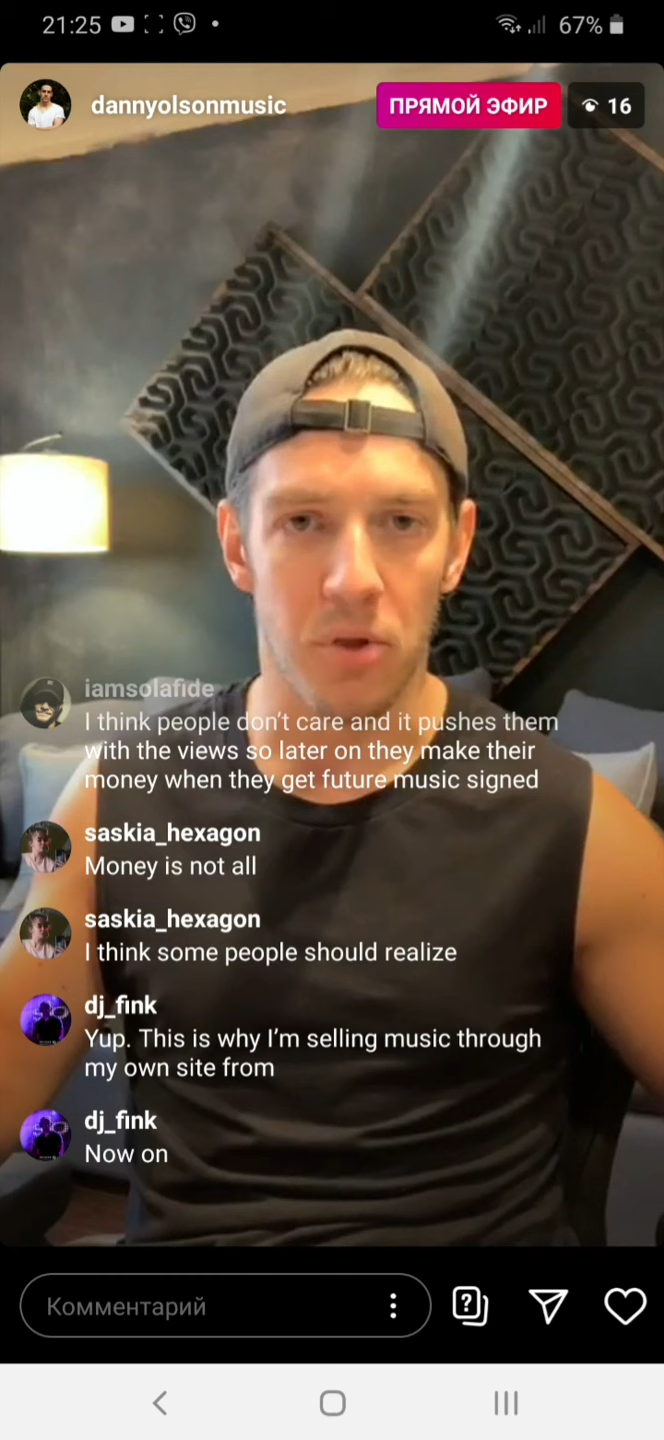 21:25
67%
dannyolsonmusic
ПРЯМОЙ ЭФИР
16
iamsolafide
I think people don't care and it pushes them
with the views so later on they make their
money when they get future music signed
saskia_hexagon
Money is not all
saskia_hexagon
I think some people should realize
dj_fink
Yup. This is why I'm selling music through
my own site from
dj_fink
Now on
Комментарий